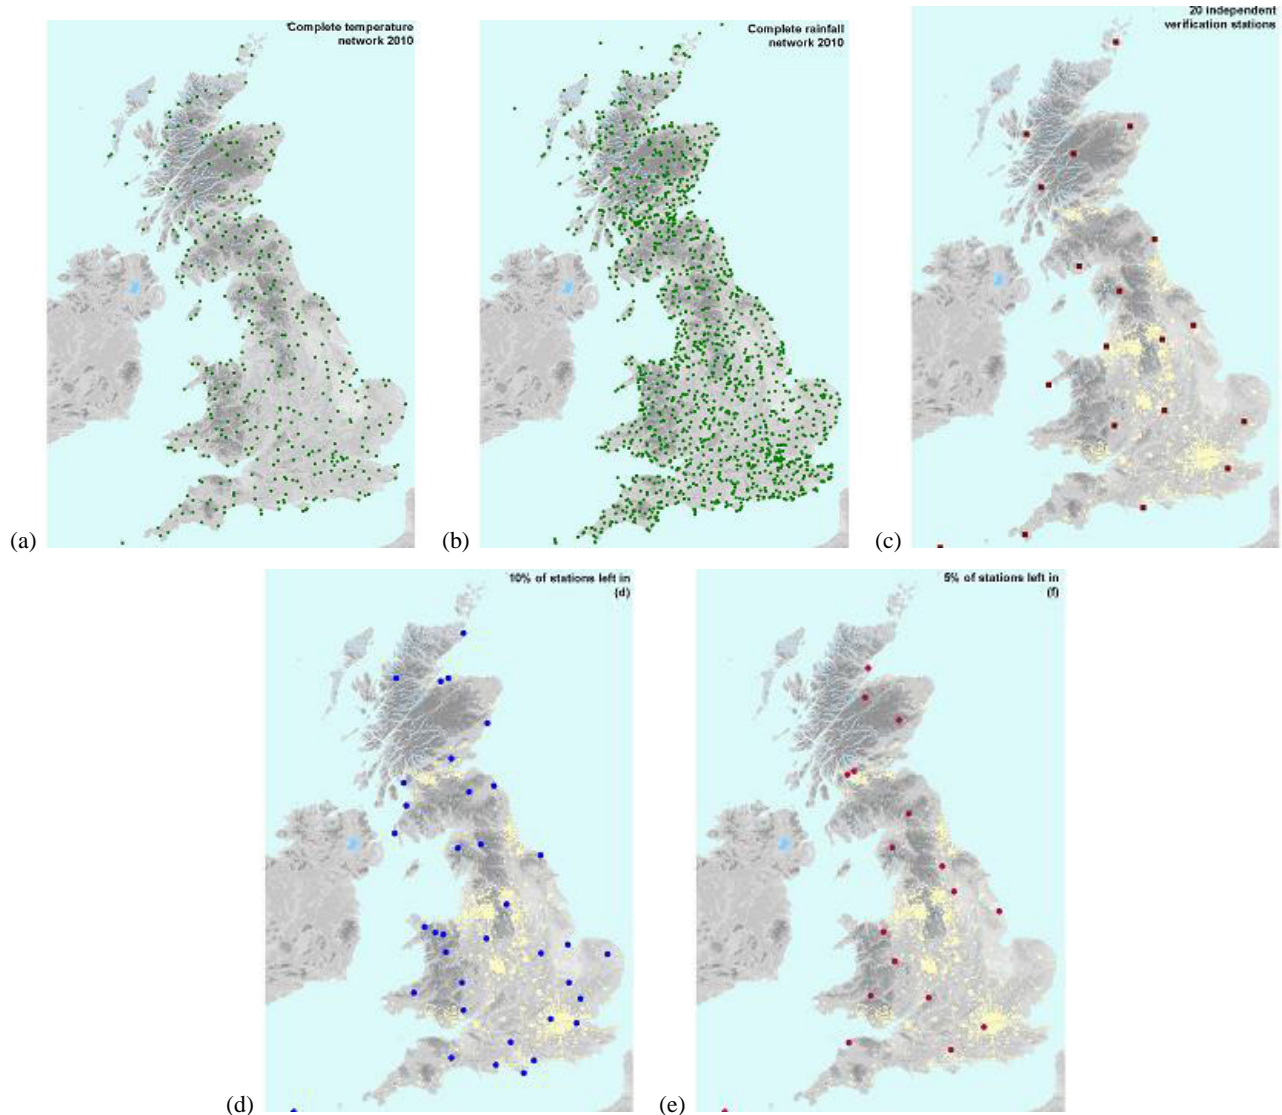 Complete temperature
network 2010
Complete rainfall
network 2010
20 independent
verification stations
(a)
(b)
(c)
10% of stations left in
(d)
5% of stations left in
(f)
(d)
(e)